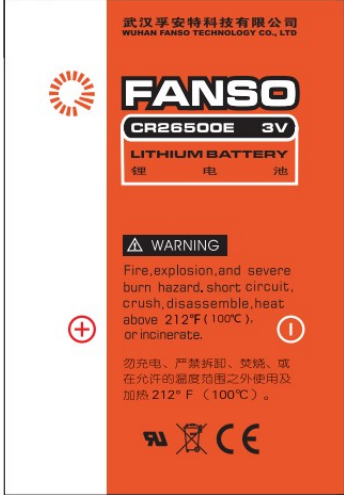 武汉孚安特科技有限公司
WUHAN FANSO TECHNOLOGY CO., LTD
FANSO
CR26500E 3V
LITHIUM BATTERY
锂 电 池
WARNING
Fire,explosion,and severe
burn hazard. short circuit,
crush,disassemble,heat
above 212°F(100℃),
or incinerate.
勿充电、严禁拆卸、焚烧、或
在允许的温度范围之外使用及
加热 212° F （100℃）。
CE